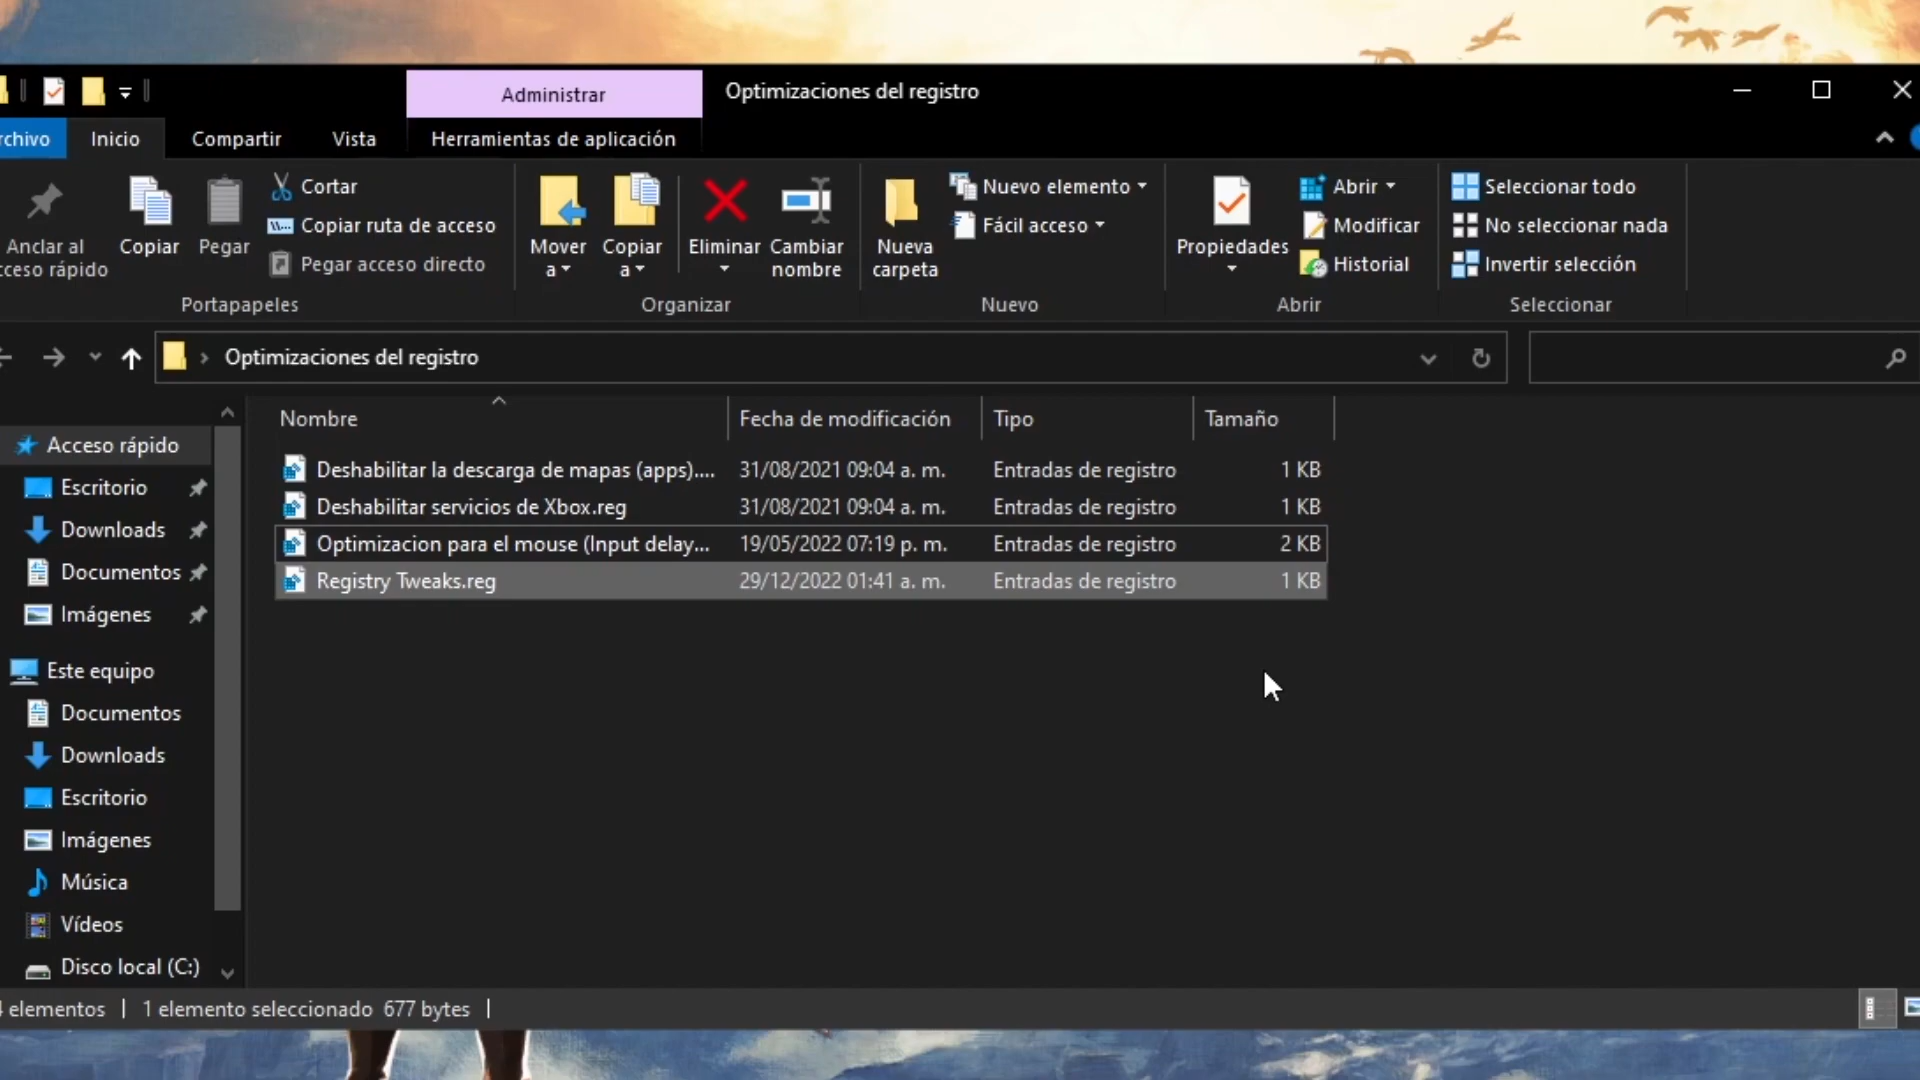 Administrar
Optimizaciones del registro
rchivo
Inicio
Compartir
Vista
Herramientas de aplicación
Anclar al
cceso rápido
Copiar
Pegar
Cortar
Copiar ruta de acceso
Pegar acceso directo
Portapapeles
Mover
a
Copiar
a
Eliminar
Cambiar
nombre
Organizar
Nueva
carpeta
Nuevo elemento
Fácil acceso
Nuevo
Propiedades
Abrir
Modificar
Historial
Abrir
Seleccionar todo
No seleccionar nada
Invertir selección
Seleccionar
Optimizaciones del registro
Nombre
Fecha de modificación
Tipo
Tamaño
Deshabilitar la descarga de mapas (apps)....
31/08/2021 09:04 a. m.
Entradas de registro
1 KB
Deshabilitar servicios de Xbox.reg
31/08/2021 09:04 a. m.
Entradas de registro
1 KB
Optimizacion para el mouse (Input delay...
19/05/2022 07:19 p. m.
Entradas de registro
2 KB
Registry Tweaks.reg
29/12/2022 01:41 a. m.
Entradas de registro
1 KB
Acceso rápido
Escritorio
Downloads
Documentos
Imágenes
Este equipo
Documentos
Downloads
Escritorio
Imágenes
Música
Vídeos
Disco local (C:)
4 elementos
1 elemento seleccionado 677 bytes